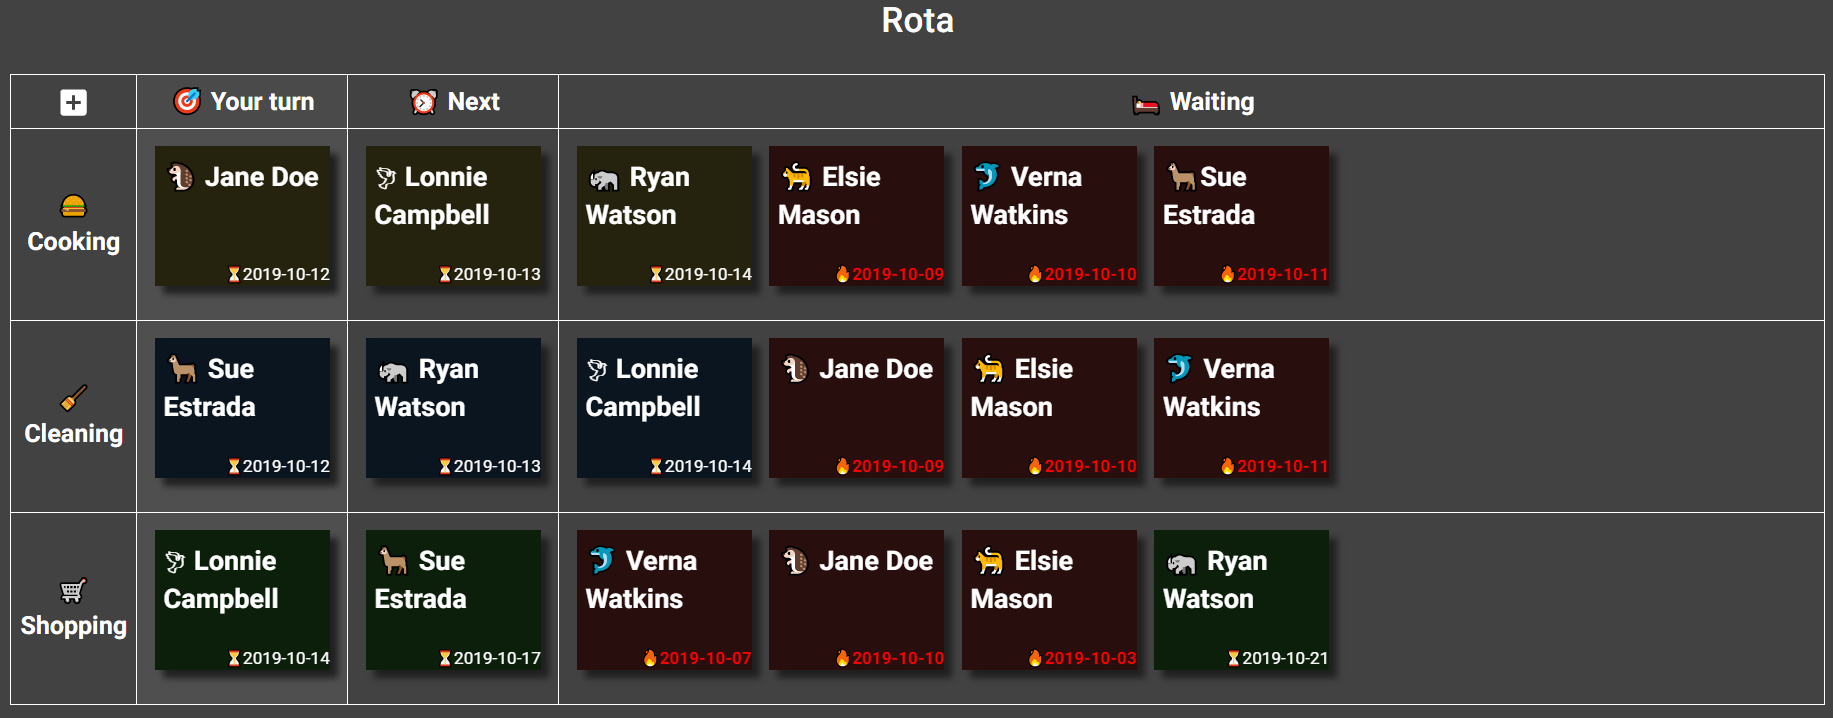 Rota
Your turn
Next
Waiting
Cooking
Jane Doe
2019-10-12
Lonnie
Campbell
2019-10-13
Ryan
Watson
2019-10-14
Elsie
Mason
2019-10-09
Verna
Watkins
2019-10-10
Sue
Estrada
2019-10-11
Cleaning
Sue
Estrada
2019-10-12
Ryan
Watson
2019-10-13
Lonnie
Campbell
2019-10-14
Jane Doe
2019-10-09
Elsie
Mason
2019-10-10
Verna
Watkins
2019-10-11
Shopping
Lonnie
Campbell
2019-10-14
Sue
Estrada
2019-10-17
Verna
Watkins
2019-10-07
Jane Doe
2019-10-10
Elsie
Mason
2019-10-03
Ryan
Watson
2019-10-21